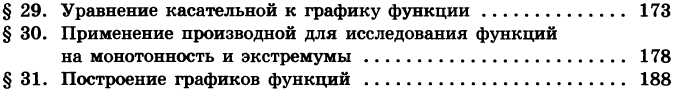 § 29. Уравнение касательной к графику функции ..................... 173
§ 30. Применение производной для исследования функций
на монотонность и экстремумы ................................. 178
§ 31. Построение графиков функций ............................... 188